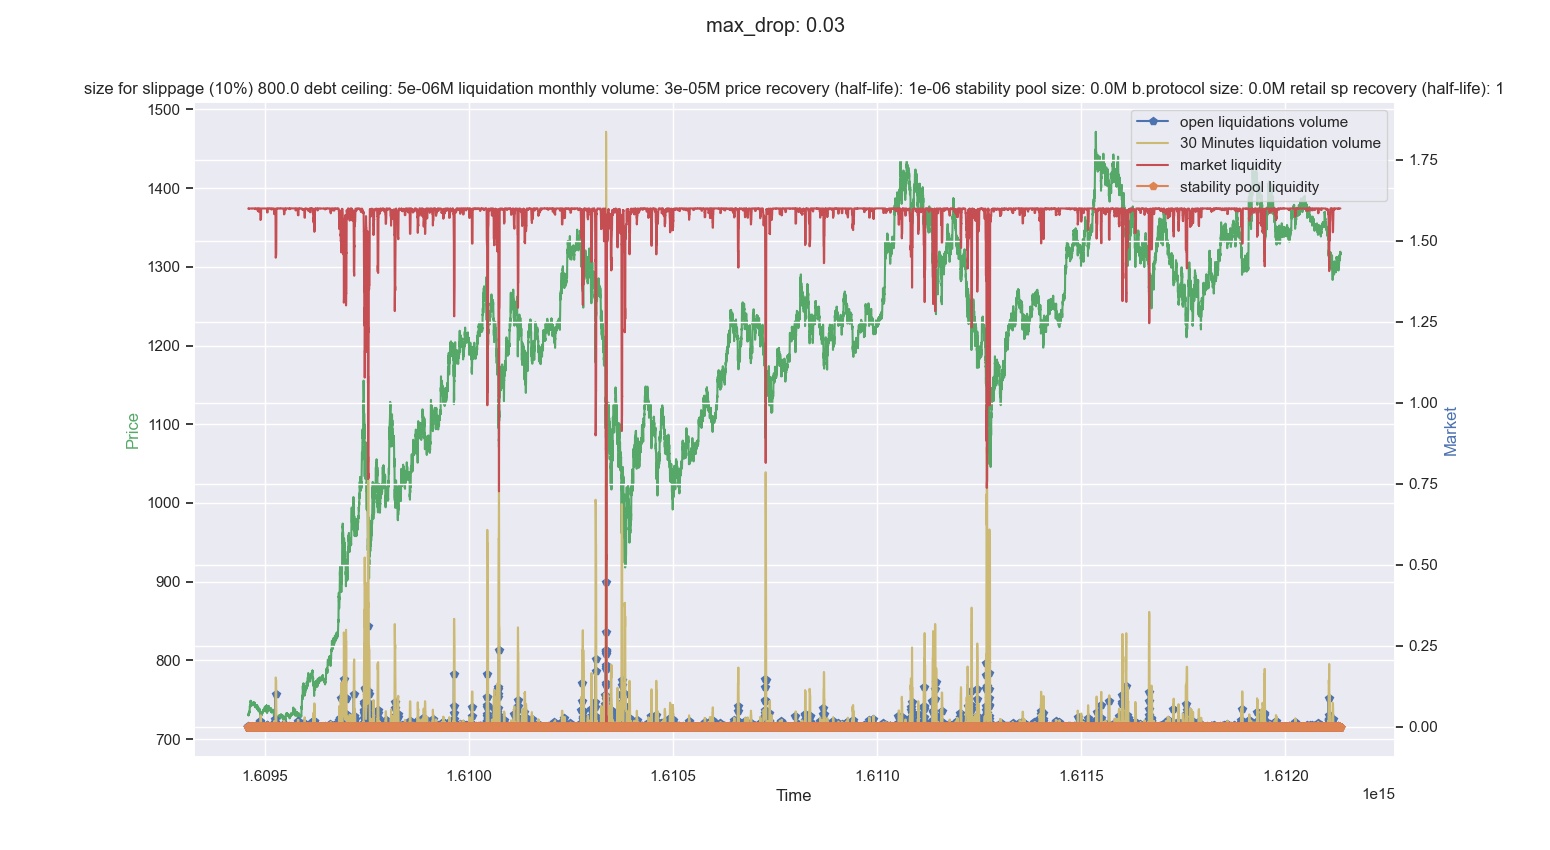 max_drop: 0.03
size for slippage (10%) 800.0 debt ceiling: 5e-06M liquidation monthly volume: 3e-05M price recovery (half-life): 1e-06 stability pool size: 0.0M b.protocol size: 0.0M retail sp recovery (half-life): 1
open liquidations volume
30 Minutes liquidation volume
market liquidity
stability pool liquidity
1500
1400
1300
1200
1100
1000
900
800
700
Price
1.75
1.50
1.25
1.00
0.75
0.50
0.25
0.00
Market
1.6095 1.6100 1.6105 1.6110 1.6115 1.6120
Time
1e15